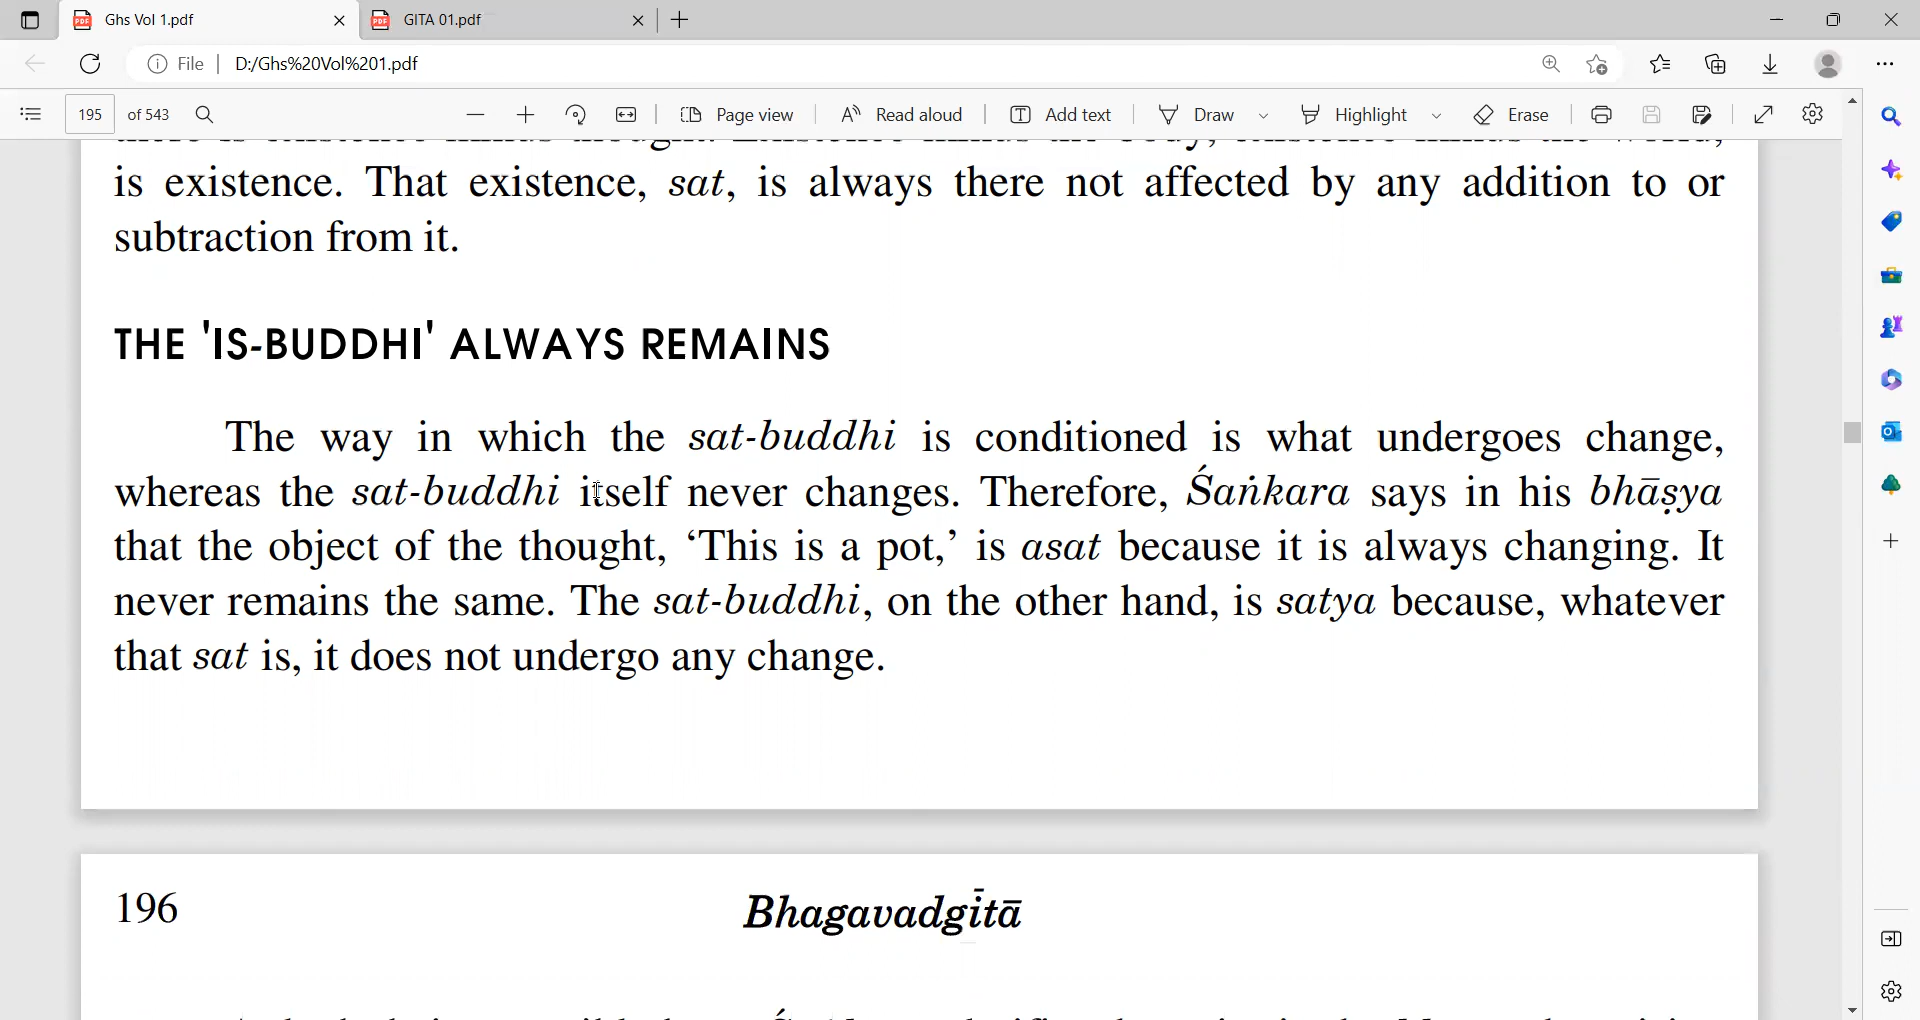 Ghs Vol 1.pdf
GITA 01.pdf
File
D:/Ghs%20Vol%201.pdf
195 of 543
Page view
Read aloud
Add text
Draw
Highlight
Erase
is existence. That existence, sat, is always there not affected by any addition to or
subtraction from it.
THE 'IS-BUDDHI' ALWAYS REMAINS
The way in which the sat-buddhi is conditioned is what undergoes change,
whereas the sat-buddhi itself never changes. Therefore, Śaṅkara says in his bhāṣya
that the object of the thought, ‘This is a pot,’ is asat because it is always changing. It
never remains the same. The sat-buddhi, on the other hand, is satya because, whatever
that sat is, it does not undergo any change.
196
Bhagavadgītā